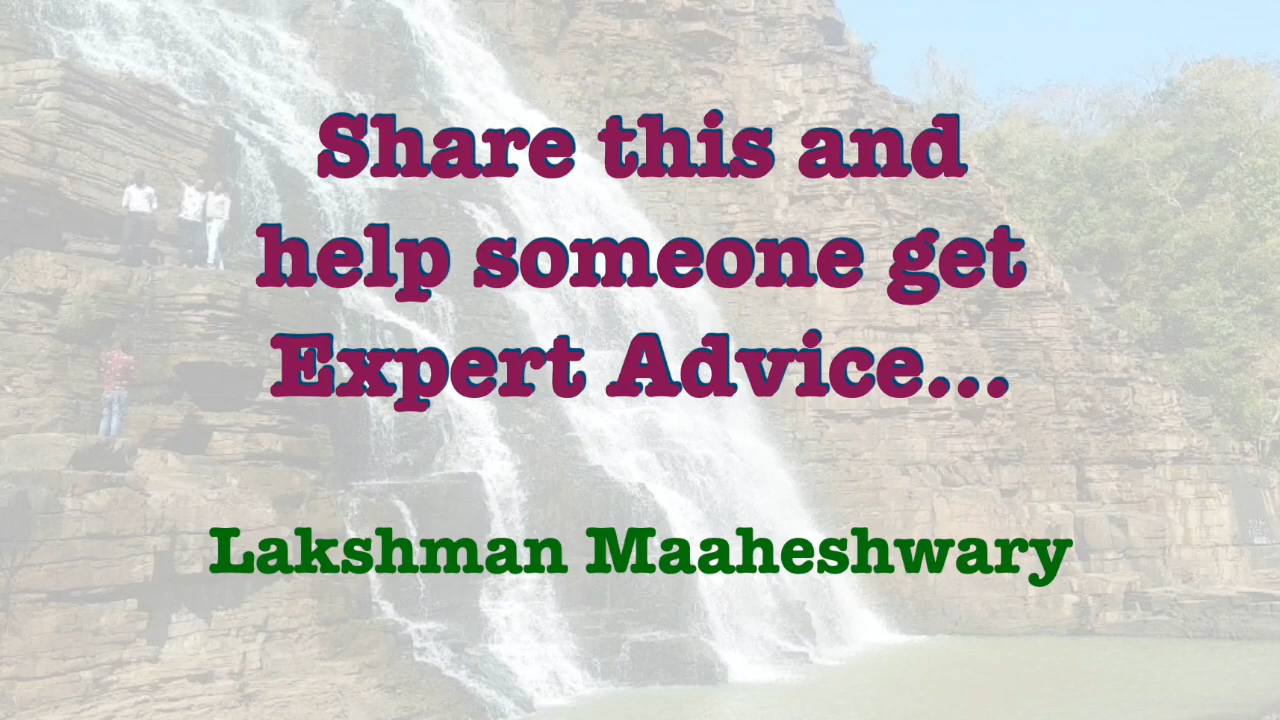 Share this and
help someone get
Expert Advice...
Lakshman Maaheshwary